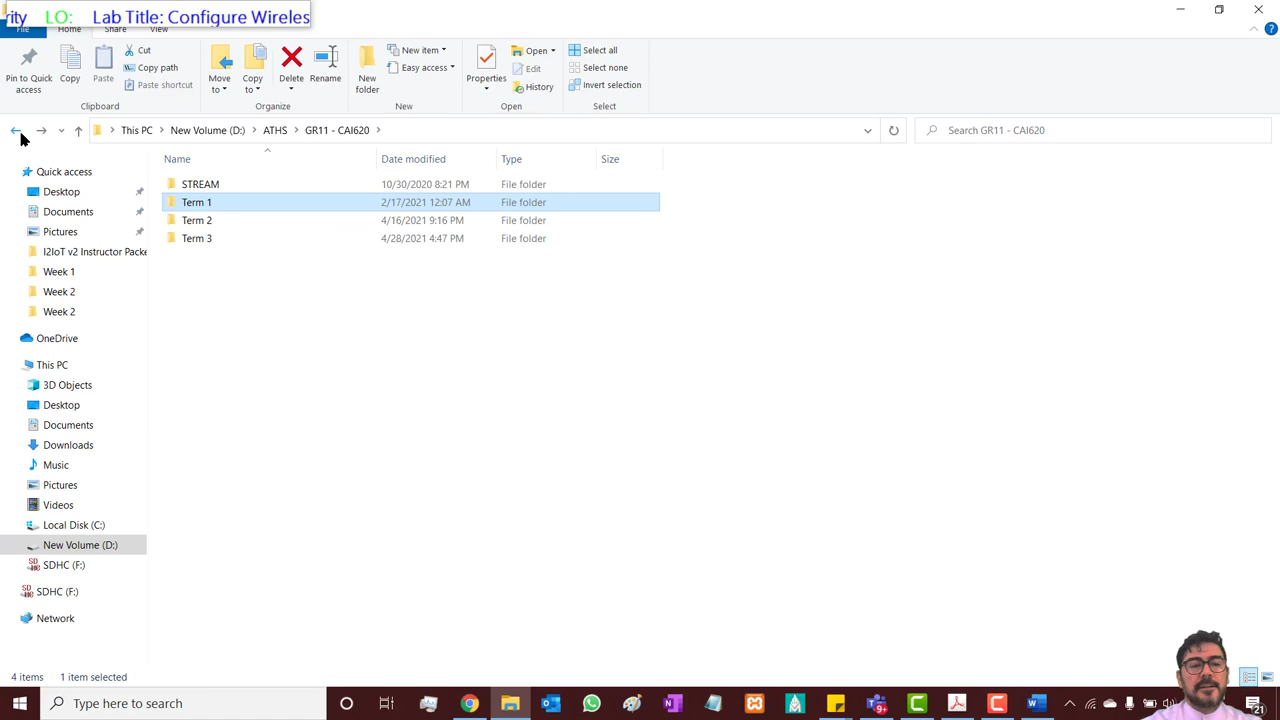 rity LO: Lab Title: Configure Wireles
File Home Share View
Pin to Quick access
Copy
Paste
Cut
Copy path
Paste shortcut
Move to
Copy to
Delete
Rename
New folder
New item
Easy access
Properties
Open
Edit
History
Select all
Select none
Invert selection
Clipboard Organize New Open Select
This PC New Volume (D:) ATHS GR11 - CAI620
Search GR11 - CAI620
Name Date modified Type Size
STREAM 10/30/2020 8:21 PM File folder
Term 1 2/17/2021 12:07 AM File folder
Term 2 4/16/2021 9:16 PM File folder
Term 3 4/28/2021 4:47 PM File folder
Quick access
Desktop
Documents
Pictures
I2IoT v2 Instructor Packe
Week 1
Week 2
Week 2
OneDrive
This PC
3D Objects
Desktop
Documents
Downloads
Music
Pictures
Videos
Local Disk (C:)
New Volume (D:)
SDHC (F:)
SDHC (F:)
Network
4 items 1 item selected
Type here to search
9+
21